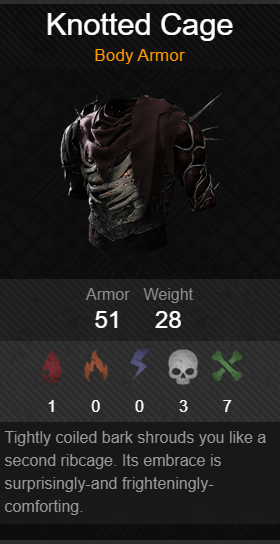 Knotted Cage
Body Armor
Armor Weight
51 28
1 0 0 3 7
Tightly coiled bark shrouds you like a
second ribcage. Its embrace is
surprisingly-and frighteningly-
comforting.